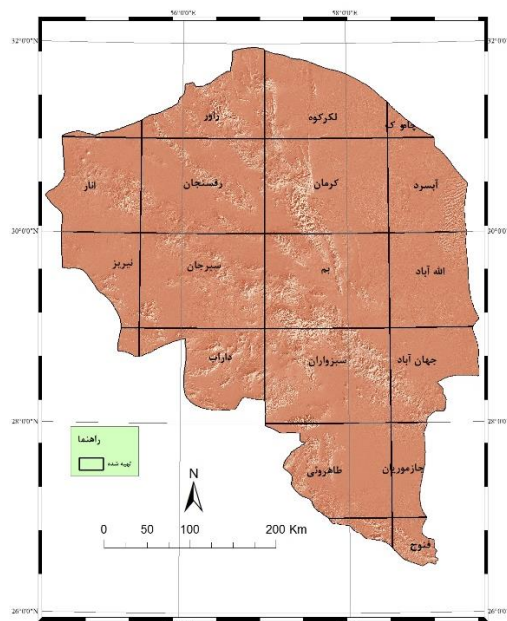 56°0'0"E 58°0'0"E
32°0'0"N 32°0'0"N
راور لکرکوه
انار رفسنجان کرمان آبسرد
30°0'0"N 30°0'0"N
نیریز سیرجان بم الله آباد
داراب سبزواران جهان آباد
28°0'0"N 28°0'0"N
راهنما
تهیه شده
طاهروئی جازموریان
N
0 50 100 200 Km
فنوج
26°0'0"N 26°0'0"N